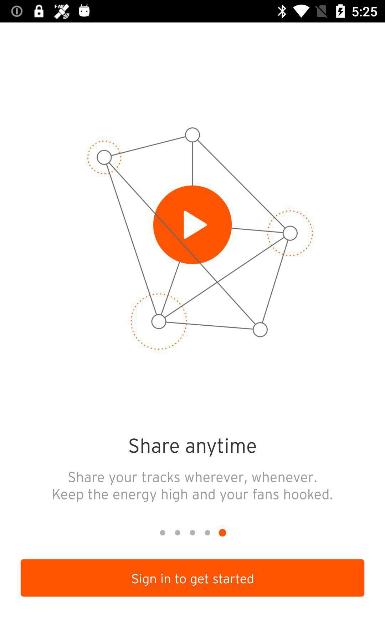 5:25
Share anytime
Share your tracks wherever, whenever.
Keep the energy high and your fans hooked.
Sign in to get started